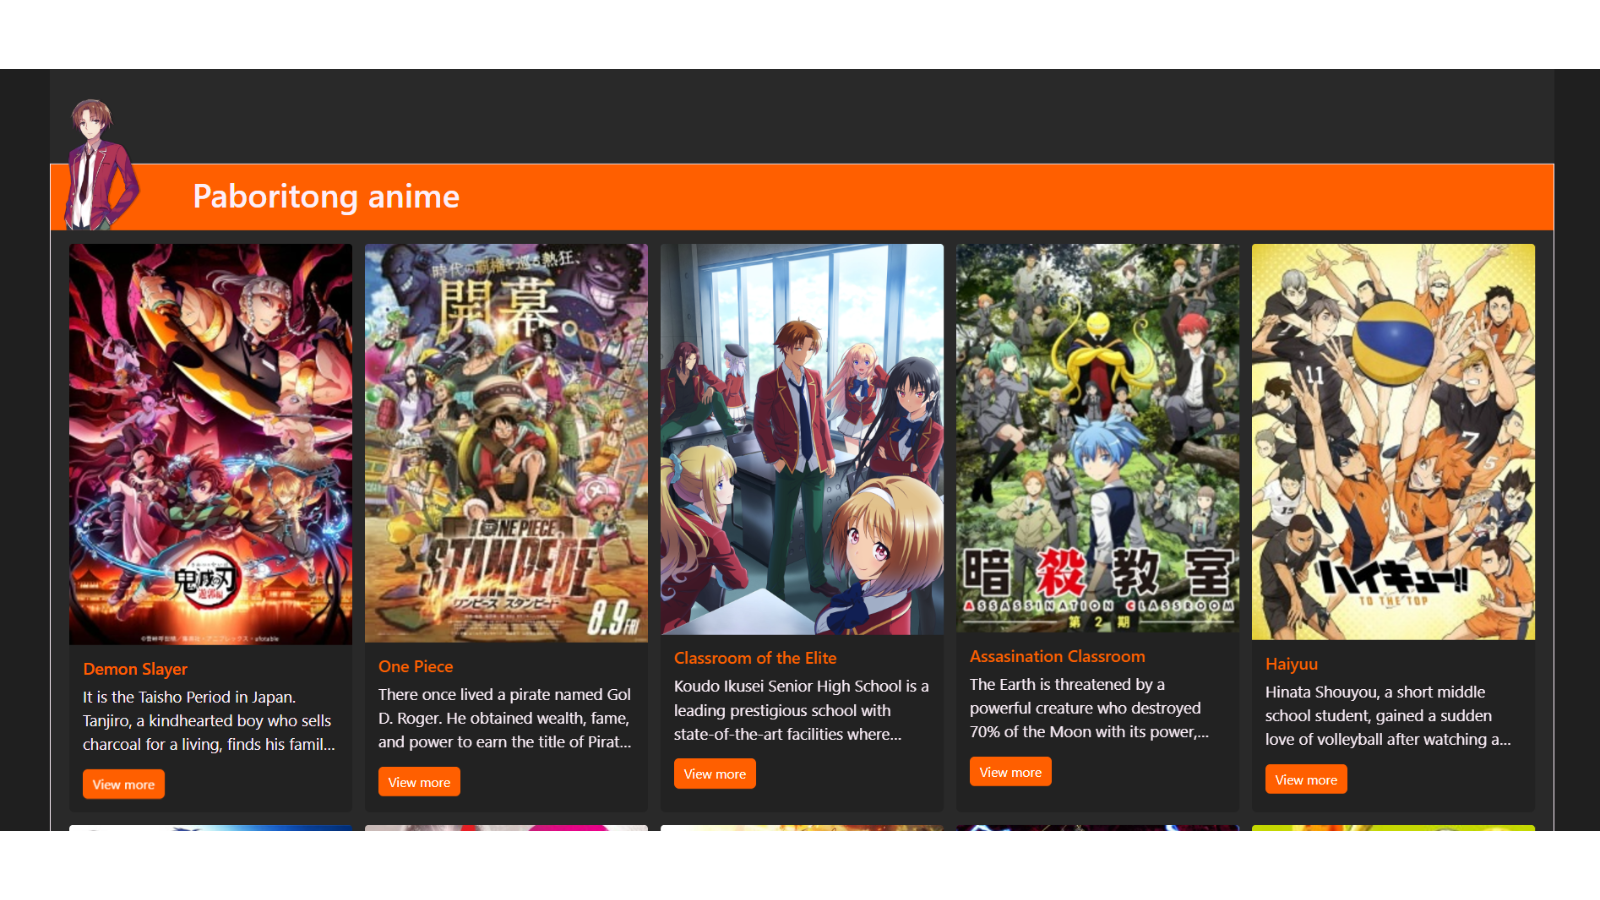 Paboritong anime
鬼滅の刃
遊郭編
Demon Slayer
It is the Taisho Period in Japan.
Tanjiro, a kindhearted boy who sells
charcoal for a living, finds his famil...
View more
時代の覇権を巡る熱狂、
開幕。
ONE PIECE
STAMPEDE
ワンピース スタンピード
8.9 FRI
One Piece
There once lived a pirate named Gol
D. Roger. He obtained wealth, fame,
and power to earn the title of Pirat...
View more
Classroom of the Elite
Koudo Ikusei Senior High School is a
leading prestigious school with
state-of-the-art facilities where...
View more
暗殺教室
ASSASSINATION CLASSROOM
第2期
Assasination Classroom
The Earth is threatened by a
powerful creature who destroyed
70% of the Moon with its power,...
View more
11
7
5
15
ハイキュー!!
TO THE TOP
Haiyuu
Hinata Shouyou, a short middle
school student, gained a sudden
love of volleyball after watching a...
View more